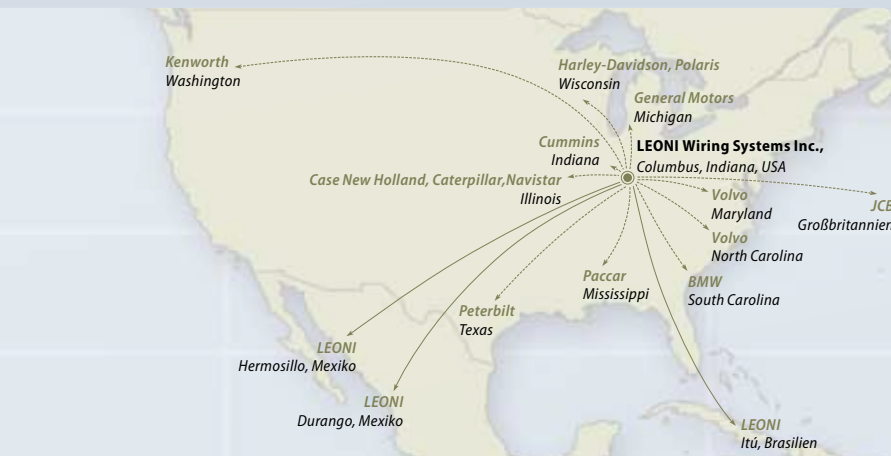 Kenworth
Washington
Harley-Davidson, Polaris
Wisconsin
General Motors
Michigan
Cummins
Indiana
LEONI Wiring Systems Inc.,
Columbus, Indiana, USA
Case New Holland, Caterpillar,Navistar
Illinois
Volvo
Maryland
JCB
Großbritannien
Volvo
North Carolina
Paccar
Mississippi
BMW
South Carolina
Peterbilt
Texas
LEONI
Hermosillo, Mexiko
LEONI
Durango, Mexiko
LEONI
Itú, Brasilien